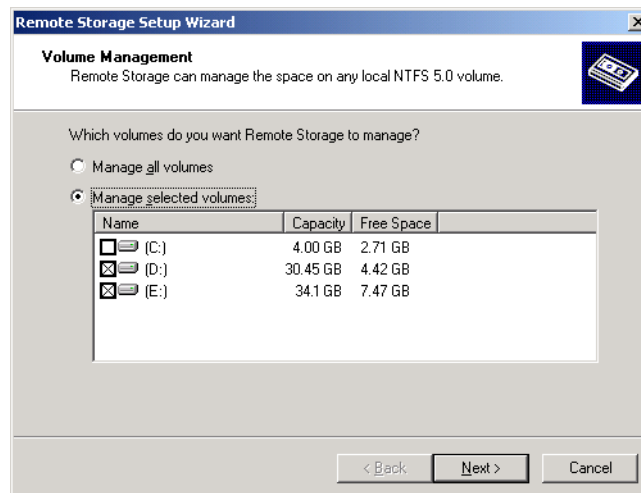 Remote Storage Setup Wizard
Volume Management
Remote Storage can manage the space on any local NTFS 5.0 volume.
Which volumes do you want Remote Storage to manage?
Manage all volumes
Manage selected volumes:
Name Capacity Free Space
(C:) 4.00 GB 2.71 GB
(D:) 30.45 GB 4.42 GB
(E:) 34.1 GB 7.47 GB
< Back Next > Cancel